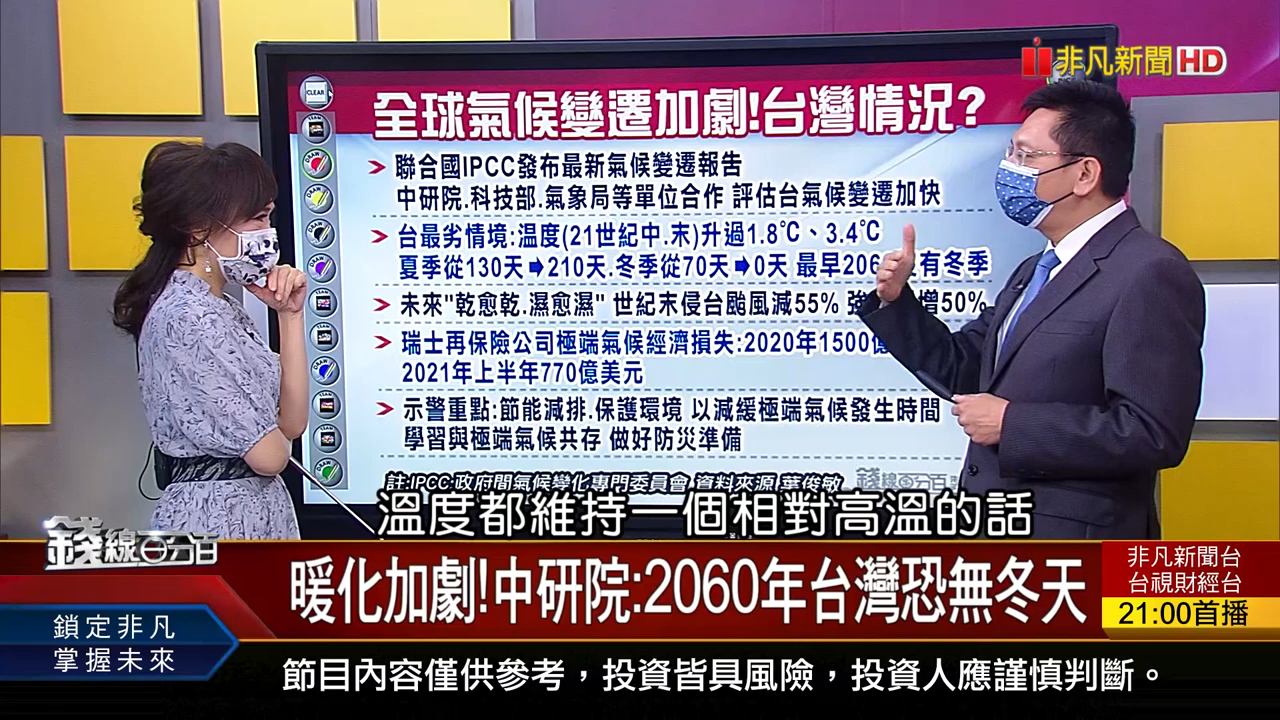 非凡新聞HD
CLEAR
全球氣候變遷加劇!台灣情況?
聯合國IPCC發布最新氣候變遷報告
中研院.科技部.氣象局等單位合作 評估台氣候變遷加快
台最劣情境:溫度(21世紀中.末)升過1.8℃、3.4℃
夏季從130天➡210天.冬季從70天➡0天 最早206 有冬季
未來"乾愈乾.濕愈濕" 世紀末侵台颱風減55% 強 增50%
瑞士再保險公司極端氣候經濟損失:2020年1500億
2021年上半年770億美元
示警重點:節能減排.保護環境 以減緩極端氣候發生時間
學習與極端氣候共存 做好防災準備
註:IPCC 政府間氣候變化專門委員會 資料來源 葉俊敏
錢線百分百
溫度都維持一個相對高溫的話
錢線百分百
暖化加劇!中研院:2060年台灣恐無冬天
非凡新聞台
台視財經台
21:00首播
鎖定非凡
掌握未來
節目內容僅供參考，投資皆具風險，投資人應謹慎判斷。